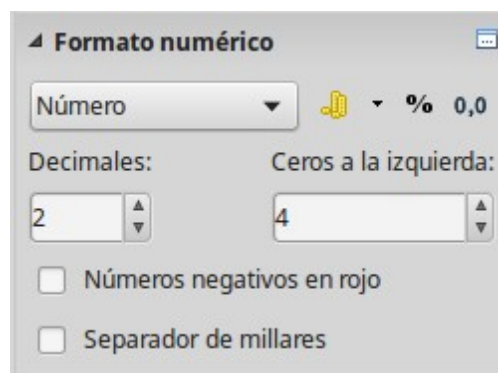 Formato numérico
Número % 0,0
Decimales: Ceros a la izquierda:
2 4
Números negativos en rojo
Separador de millares